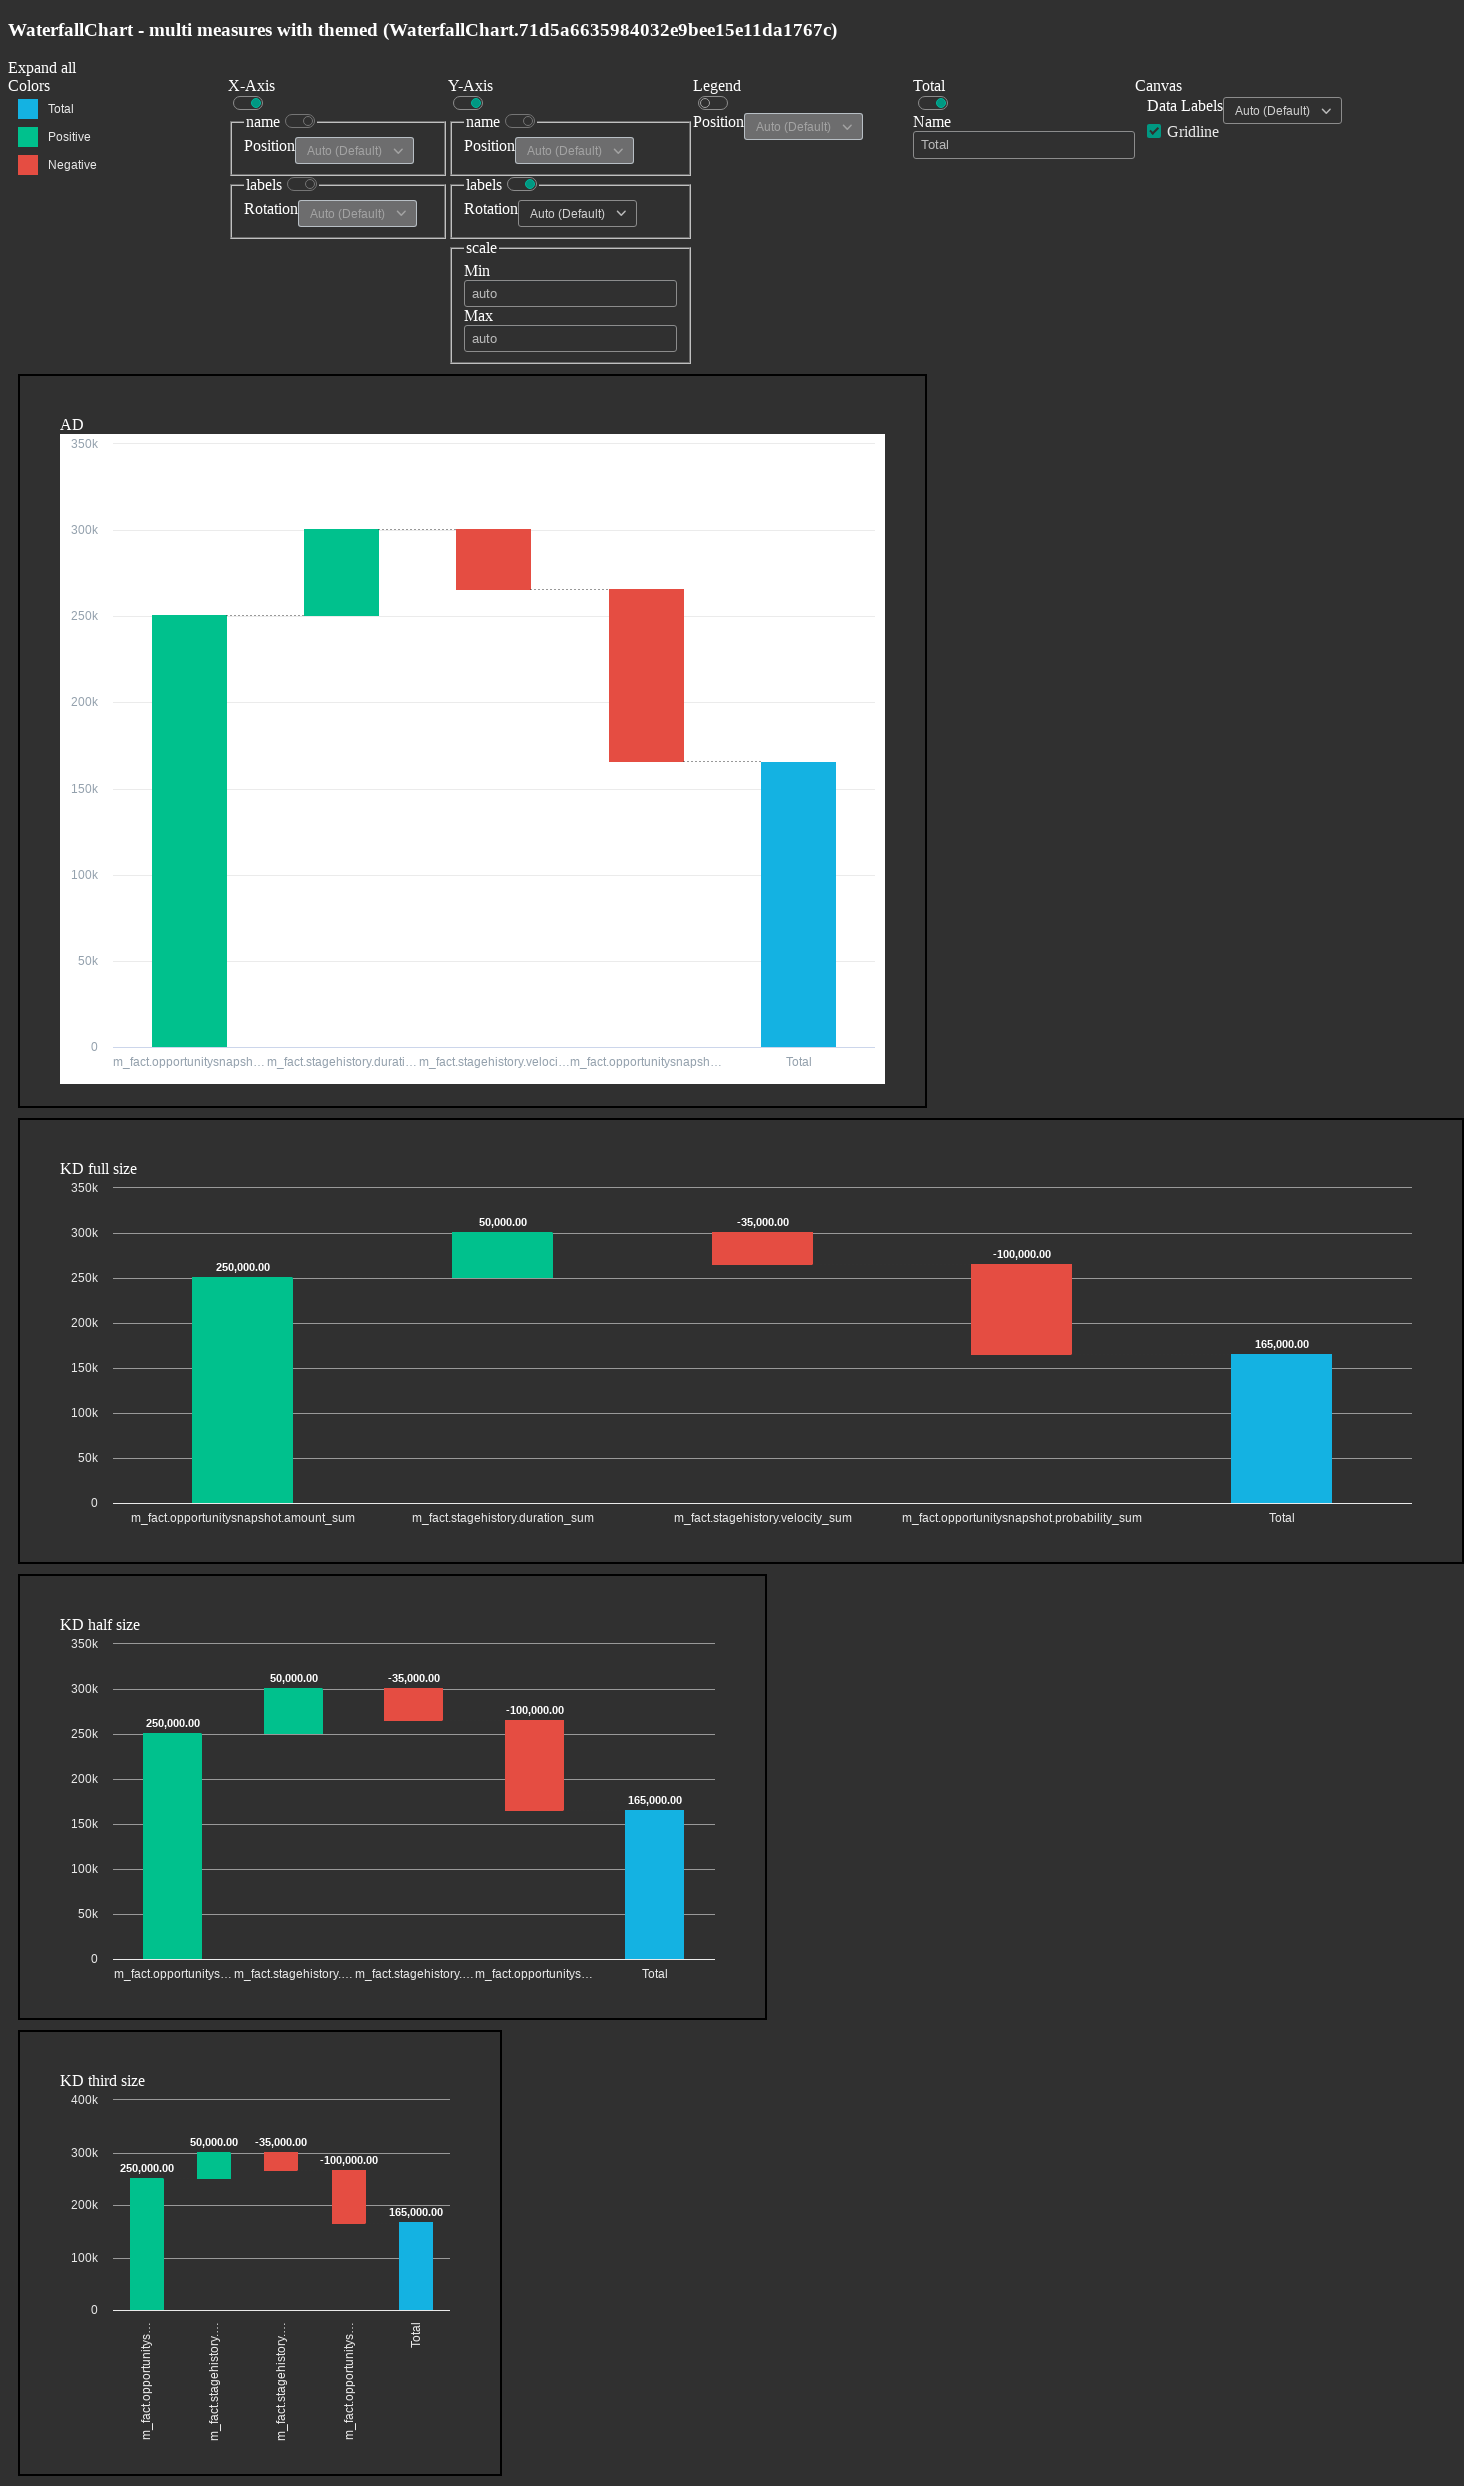 WaterfallChart - multi measures with themed (WaterfallChart.71d5a6635984032e9bee15e11da1767c)
Expand all
Colors
Total
Positive
Negative
X-Axis
name
Position Auto (Default)
labels
Rotation Auto (Default)
Y-Axis
name
Position Auto (Default)
labels
Rotation Auto (Default)
scale
Min
auto
Max
auto
Legend
Position Auto (Default)
Total
Name
Total
Canvas
Data Labels Auto (Default)
Gridline
AD
350k
300k
250k
200k
150k
100k
50k
0
m_fact.opportunitysnapsh… m_fact.stagehistory.durati… m_fact.stagehistory.veloci… m_fact.opportunitysnapsh… Total
KD full size
350k
300k
250k
200k
150k
100k
50k
0
250,000.00
50,000.00
-35,000.00
-100,000.00
165,000.00
m_fact.opportunitysnapshot.amount_sum m_fact.stagehistory.duration_sum m_fact.stagehistory.velocity_sum m_fact.opportunitysnapshot.probability_sum Total
KD half size
350k
300k
250k
200k
150k
100k
50k
0
250,000.00
50,000.00
-35,000.00
-100,000.00
165,000.00
m_fact.opportunitys… m_fact.stagehistory.… m_fact.stagehistory.… m_fact.opportunitys… Total
KD third size
400k
300k
200k
100k
0
250,000.00
50,000.00
-35,000.00
-100,000.00
165,000.00
m_fact.opportunitys…
m_fact.stagehistory.…
m_fact.stagehistory.…
m_fact.opportunitys…
Total